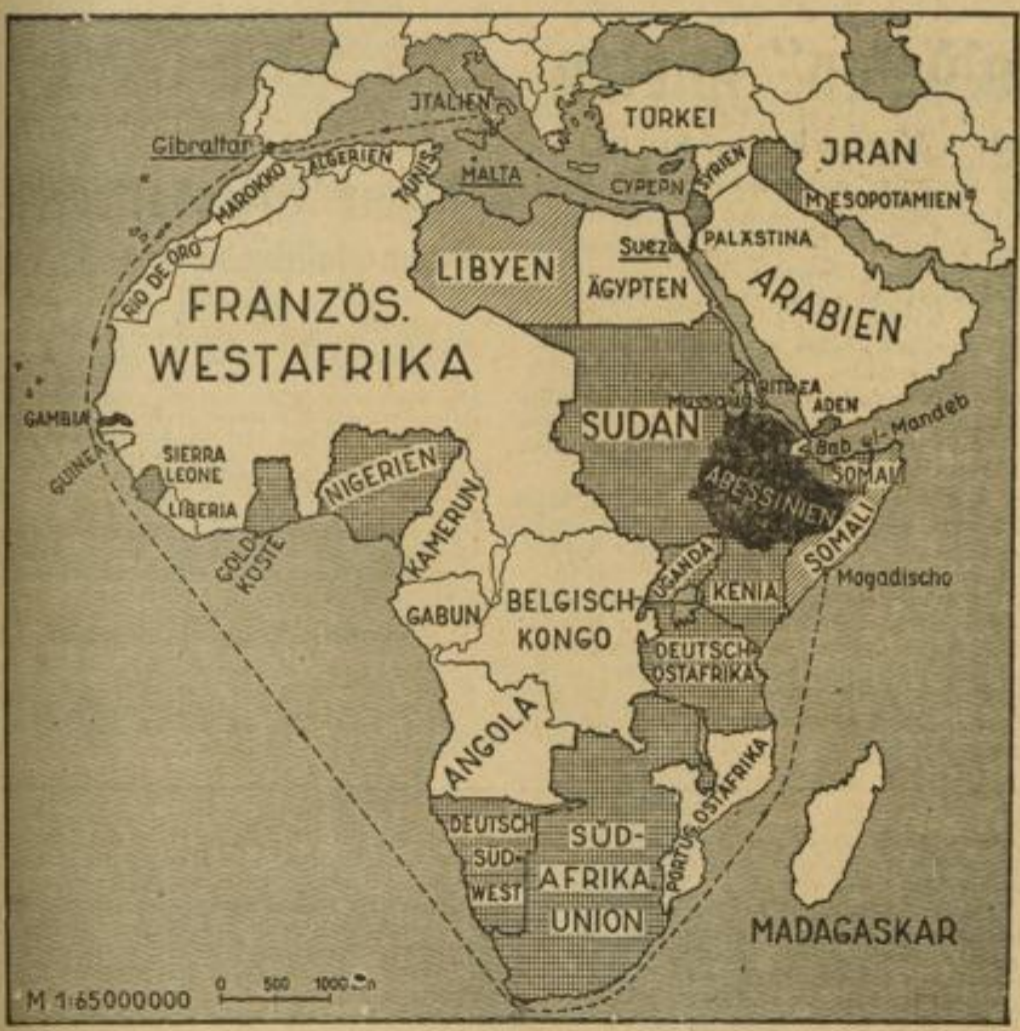 JTALIEN
TÜRKEI
Gibraltar
ALGERIEN
TUNIS
MALTA
CYPERN
SYRIEN
JRAN
MESOPOTAMIEN
MAROKKO
RIO DE ORO
LIBYEN
Suez
PALÄSTINA
ÄGYPTEN
ARABIEN
FRANZÖS.
WESTAFRIKA
ERITREA
Massaua
ADEN
Bab-el-Mandeb
SUDAN
GAMBIA
GUINEA
SIERRA
LEONE
LIBERIA
NIGERIEN
GOLD
KÜSTE
KAMERUN
ABESSINIEN
SOMALI
SOMALI
UGANDA
KENIA
Mogadischo
GABUN
BELGISCH
KONGO
DEUTSCH-
OSTAFRIKA
ANGOLA
PORTUG. OSTAFRIKA
DEUTSCH
SÜD-
WEST
SÜD-
AFRIKA
UNION
MADAGASKAR
M 1:65000000
0 500 1000